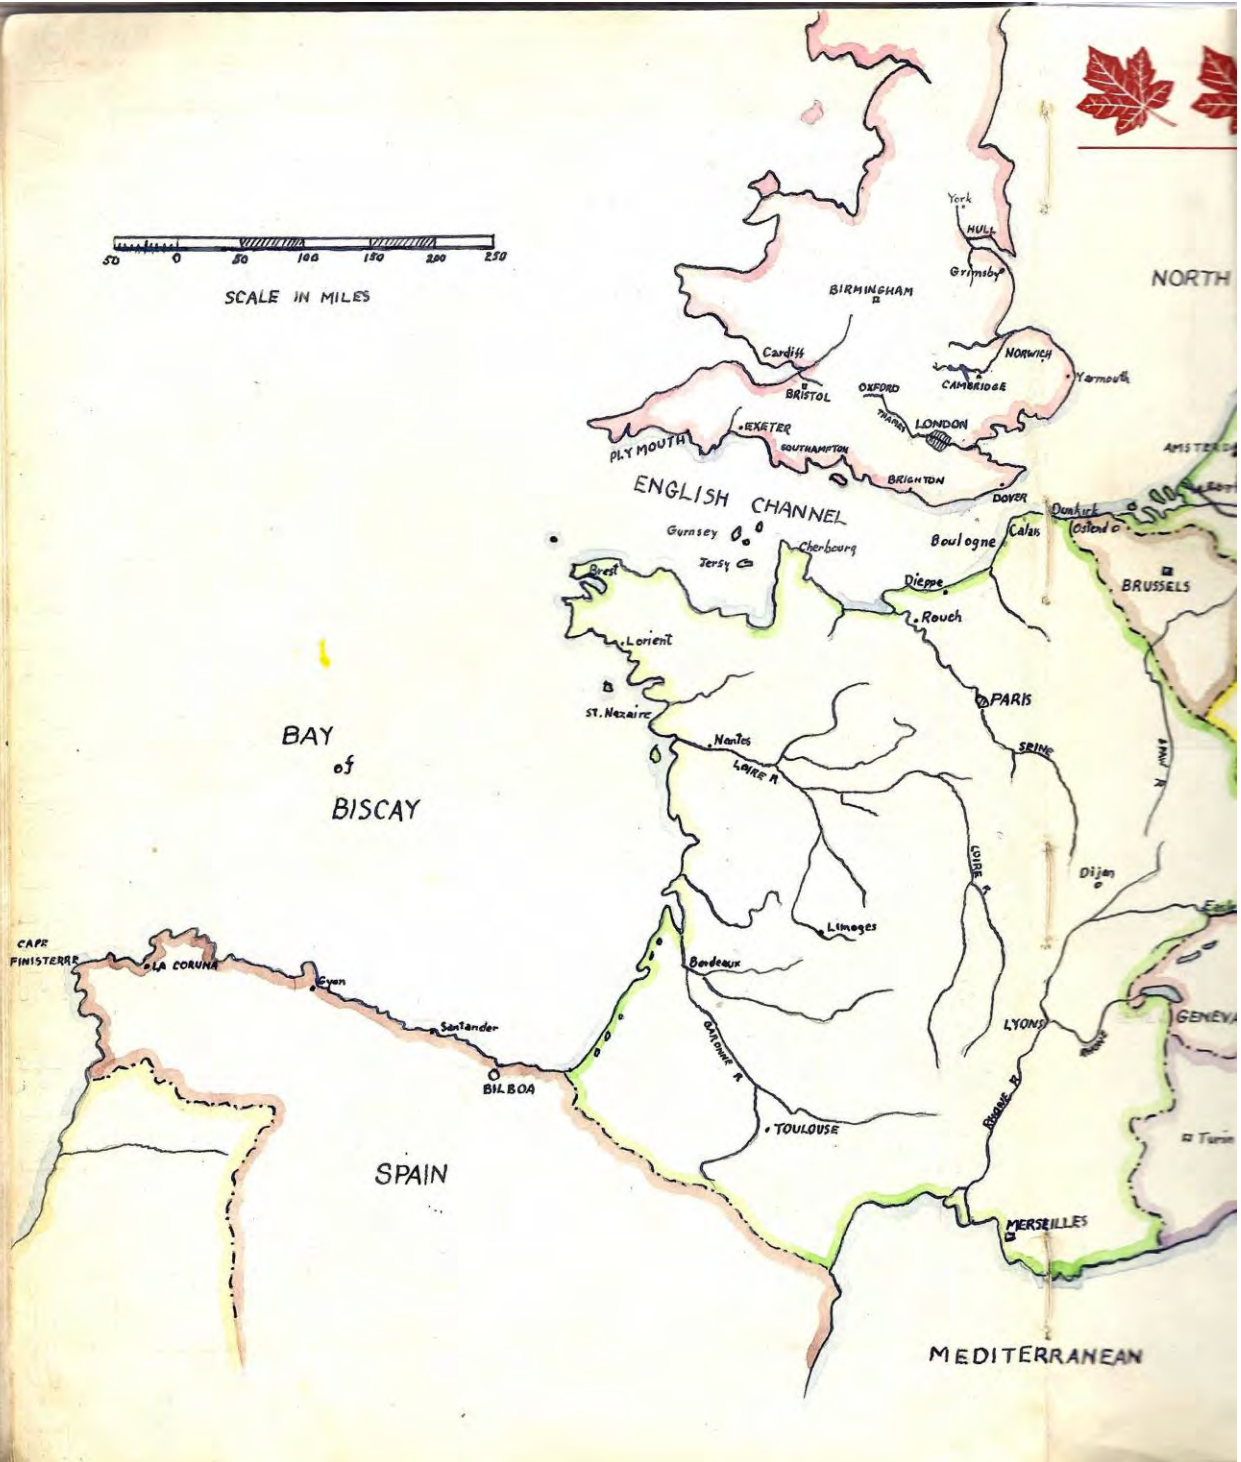 York
HULL
Grimsby
NORTH
50 0 50 100 150 200 250
SCALE IN MILES
BIRMINGHAM
Cardiff
NORWICH
Yarmouth
BRISTOL
OXFORD
CAMBRIDGE
THAMES
LONDON
EXETER
PLYMOUTH
SOUTHAMPTON
BRIGHTON
DOVER
ENGLISH CHANNEL
Gurnsey
Jersy
Cherbourg
Boulogne
Calais
Dunkirk
Ostend
Brest
Dieppe
BRUSSELS
Rouch
Lorient
St. Nazaire
PARIS
BAY
of
BISCAY
Nantes
LOIRE R
SEINE
LOIRE R
Dijon
Limoges
CAPE
FINISTERRE
LA CORUNA
Gyon
Bordeaux
Santander
GARONNE R
LYONS
RHONE
GENEVA
BILBOA
RHONE R
TOULOUSE
Turin
SPAIN
MERSEILLES
MEDITERRANEAN